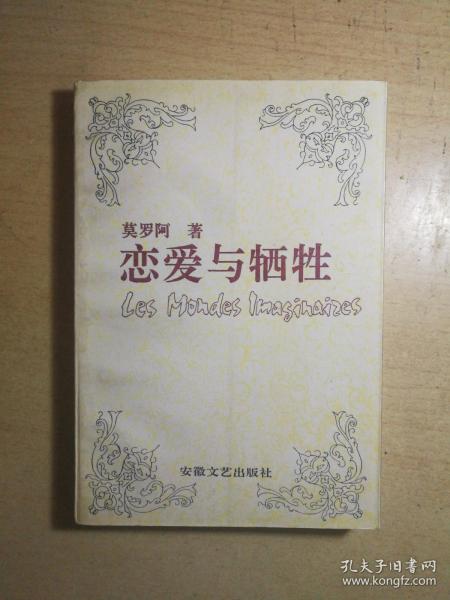 莫罗阿 著
恋爱与牺牲
Les Mondes Imaginaires
安徽文艺出版社
孔夫子旧书网
www.kongfz.com